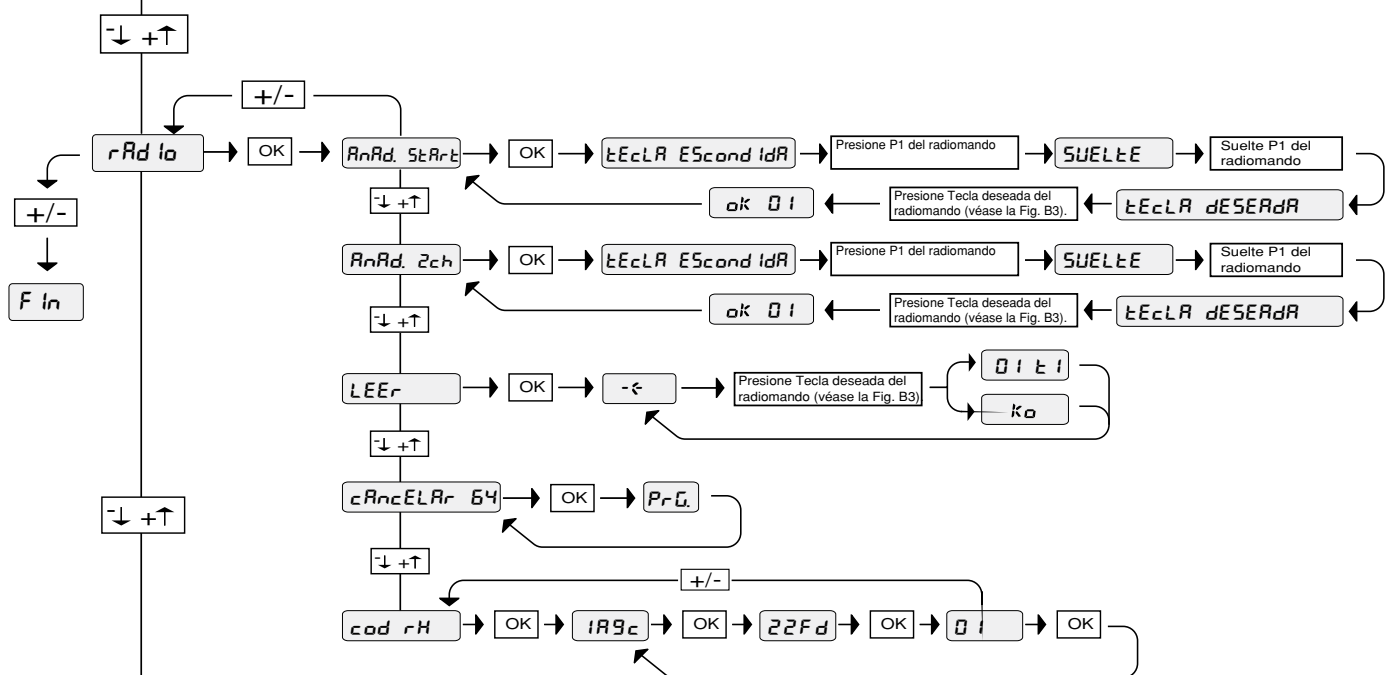 -↓ +↑
+/-
rAdIo
OK
AnAd. StArt
OK
tEcLA EScondIdA
Presione P1 del radiomando
SUELtE
Suelte P1 del
radiomando
+/-
-↓ +↑
oK 01
Presione Tecla deseada del
radiomando (véase la Fig. B3).
tEcLA dESEAdA
FIn
AnAd. 2ch
OK
tEcLA EScondIdA
Presione P1 del radiomando
SUELtE
Suelte P1 del
radiomando
-↓ +↑
oK 01
Presione Tecla deseada del
radiomando (véase la Fig. B3).
tEcLA dESEAdA
LEEr
OK
-<-
Presione Tecla deseada del
radiomando (véase la Fig. B3)
01 t1
Ko
-↓ +↑
cAncELAr 64
OK
PrG.
-↓ +↑
-↓ +↑
+/-
cod rH
OK
1A9c
OK
22Fd
OK
01
OK